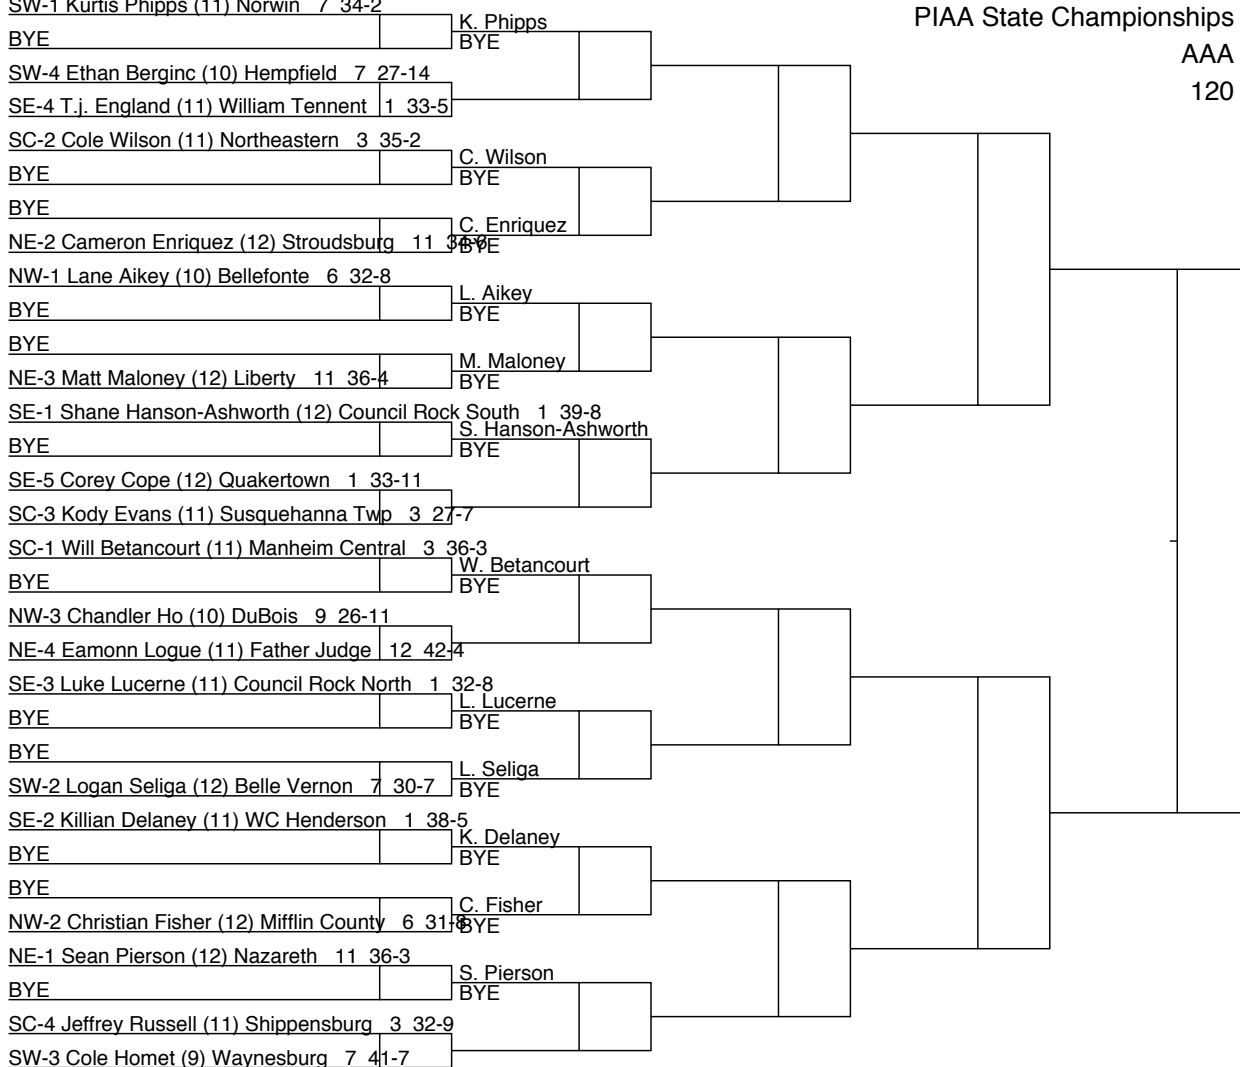 PIAA State Championships
AAA
120
SW-1 Kurtis Phipps (11) Norwin 7 34-2
BYE
SW-4 Ethan Berginc (10) Hempfield 7 27-14
SE-4 T.j. England (11) William Tennent 1 33-5
SC-2 Cole Wilson (11) Northeastern 3 35-2
BYE
BYE
NE-2 Cameron Enriquez (12) Stroudsburg 11 34-6
NW-1 Lane Aikey (10) Bellefonte 6 32-8
BYE
BYE
NE-3 Matt Maloney (12) Liberty 11 36-4
SE-1 Shane Hanson-Ashworth (12) Council Rock South 1 39-8
BYE
SE-5 Corey Cope (12) Quakertown 1 33-11
SC-3 Kody Evans (11) Susquehanna Twp 3 27-7
SC-1 Will Betancourt (11) Manheim Central 3 36-3
BYE
NW-3 Chandler Ho (10) DuBois 9 26-11
NE-4 Eamonn Logue (11) Father Judge 12 42-4
SE-3 Luke Lucerne (11) Council Rock North 1 32-8
BYE
BYE
SW-2 Logan Seliga (12) Belle Vernon 7 30-7
SE-2 Killian Delaney (11) WC Henderson 1 38-5
BYE
BYE
NW-2 Christian Fisher (12) Mifflin County 6 31-8
NE-1 Sean Pierson (12) Nazareth 11 36-3
BYE
SC-4 Jeffrey Russell (11) Shippensburg 3 32-9
SW-3 Cole Homet (9) Waynesburg 7 41-7
K. Phipps
BYE
C. Wilson
BYE
C. Enriquez
BYE
L. Aikey
BYE
M. Maloney
BYE
S. Hanson-Ashworth
BYE
W. Betancourt
BYE
L. Lucerne
BYE
L. Seliga
BYE
K. Delaney
BYE
C. Fisher
BYE
S. Pierson
BYE